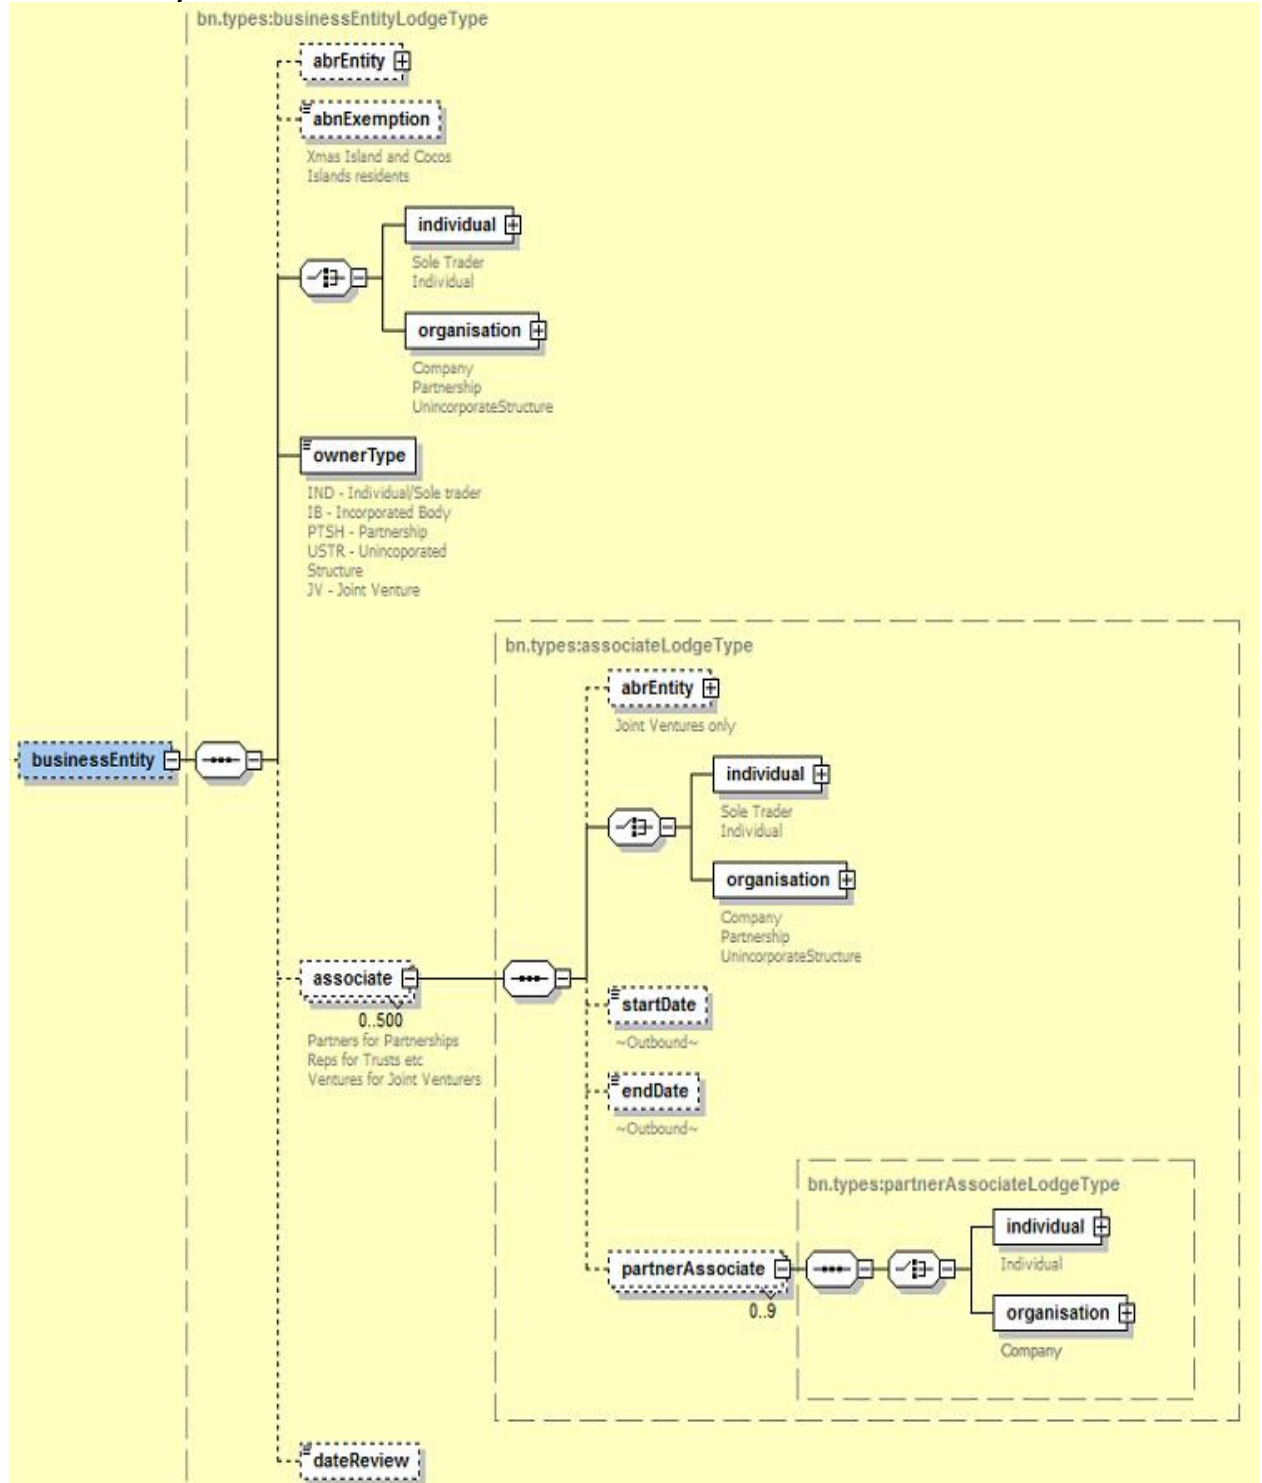 bn.types:businessEntityLodgeType
abrEntity
abnExemption
Xmas Island and Cocos
Islands residents
individual
Sole Trader
Individual
organisation
Company
Partnership
UnincorporateStructure
ownerType
IND - Individual/Sole trader
IB - Incorporated Body
PTSH - Partnership
USTR - Unincoporated
Structure
JV - Joint Venture
businessEntity
associate
0..500
Partners for Partnerships
Reps for Trusts etc
Ventures for Joint Venturers
bn.types:associateLodgeType
abrEntity
Joint Ventures only
individual
Sole Trader
Individual
organisation
Company
Partnership
UnincorporateStructure
startDate
~Outbound~
endDate
~Outbound~
partnerAssociate
0..9
bn.types:partnerAssociateLodgeType
individual
Individual
organisation
Company
dateReview